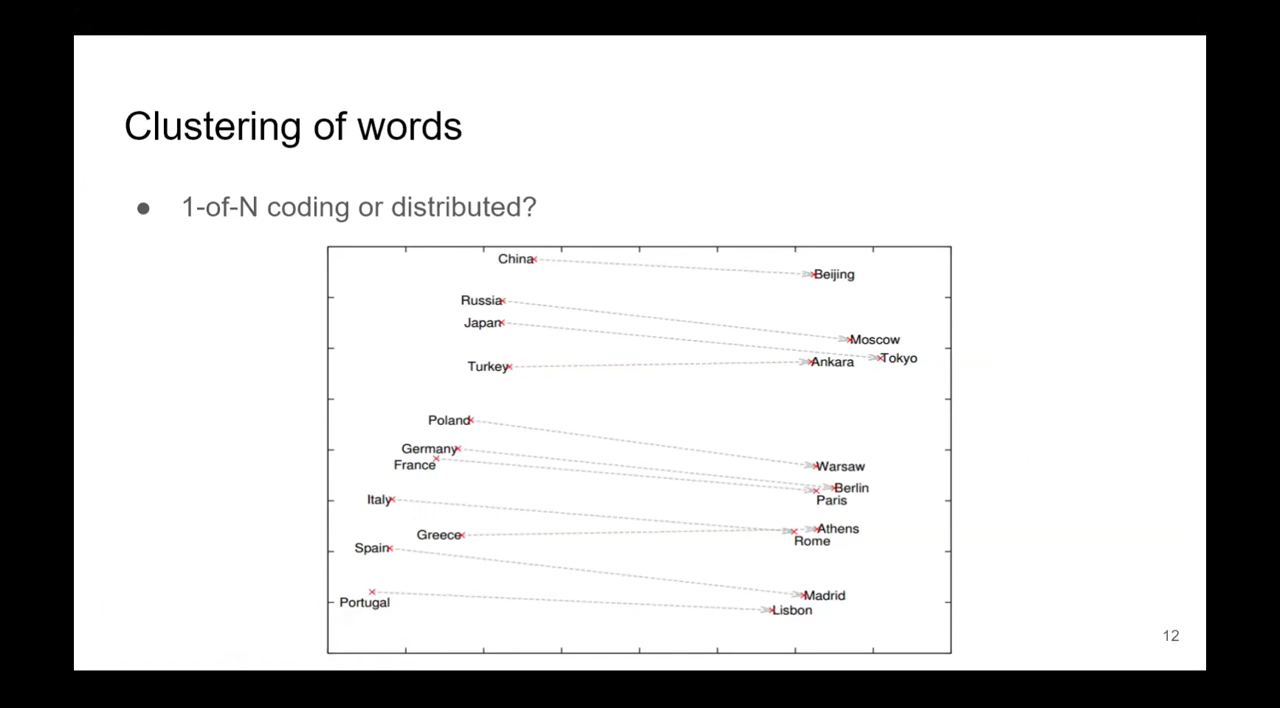 Clustering of words
● 1-of-N coding or distributed?
China
Beijing
Russia
Moscow
Japan
Tokyo
Turkey
Ankara
Poland
Warsaw
Germany
Berlin
France
Paris
Italy
Rome
Greece
Athens
Spain
Madrid
Portugal
Lisbon
12